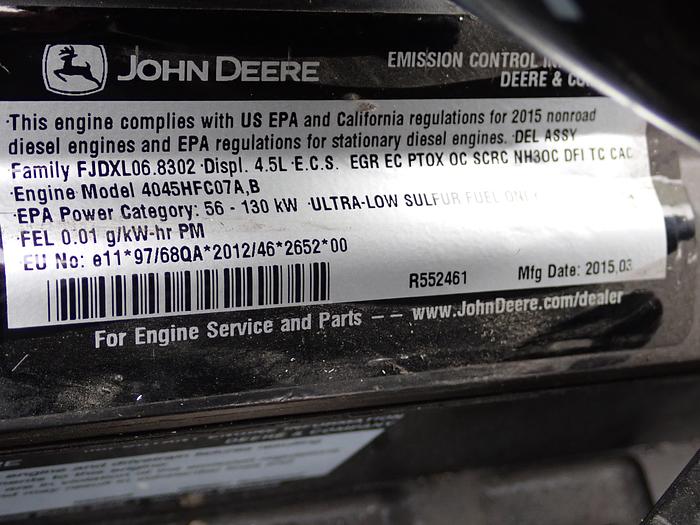 JOHN DEERE
EMISSION CONTROL
DEERE &
·This engine complies with US EPA and California regulations for 2015 nonroad
diesel engines and EPA regulations for stationary diesel engines. ·DEL ASSY
·Family FJDXL06.8302 ·Displ. 4.5L ·E.C.S. EGR EC PTOX OC SCRC NH3OC DFI TC CAC
·Engine Model 4045HFC07A,B
·EPA Power Category: 56 - 130 kW ·ULTRA-LOW SULFUR FUEL ONLY
·FEL 0.01 g/kW-hr PM
EU No: e11*97/68QA*2012/46*2652*00
R552461 Mfg Date: 2015,03
For Engine Service and Parts -- www.JohnDeere.com/dealer